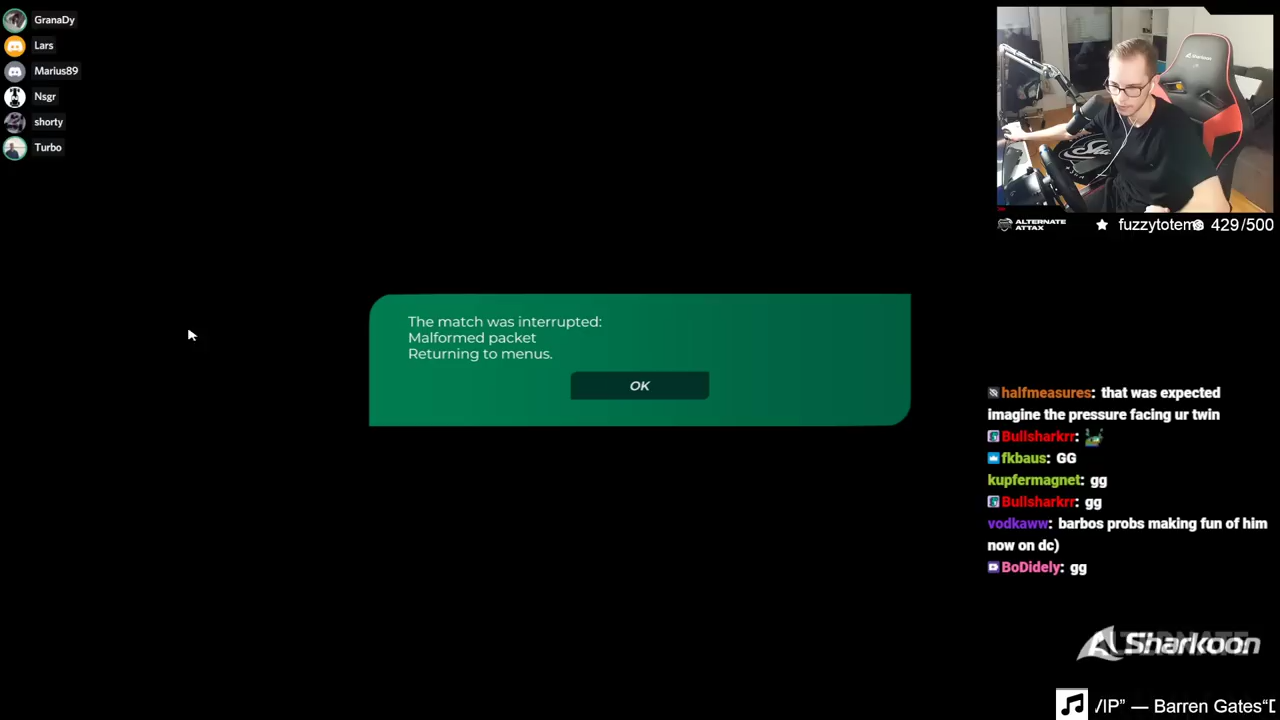 GranaDy
Lars
Marius89
Nsgr
shorty
Turbo
Sharkoon
ALTERNATE
ATTAX
fuzzytotem
429/500
The match was interrupted:
Malformed packet
Returning to menus.
OK
halfmeasures: that was expected
imagine the pressure facing ur twin
Bullsharkrr:
fkbaus: GG
kupfermagnet: gg
Bullsharkrr: gg
vodkaww: barbos probs making fun of him
now on dc)
BoDidely: gg
Sharkoon
VIP” — Barren Gates“D